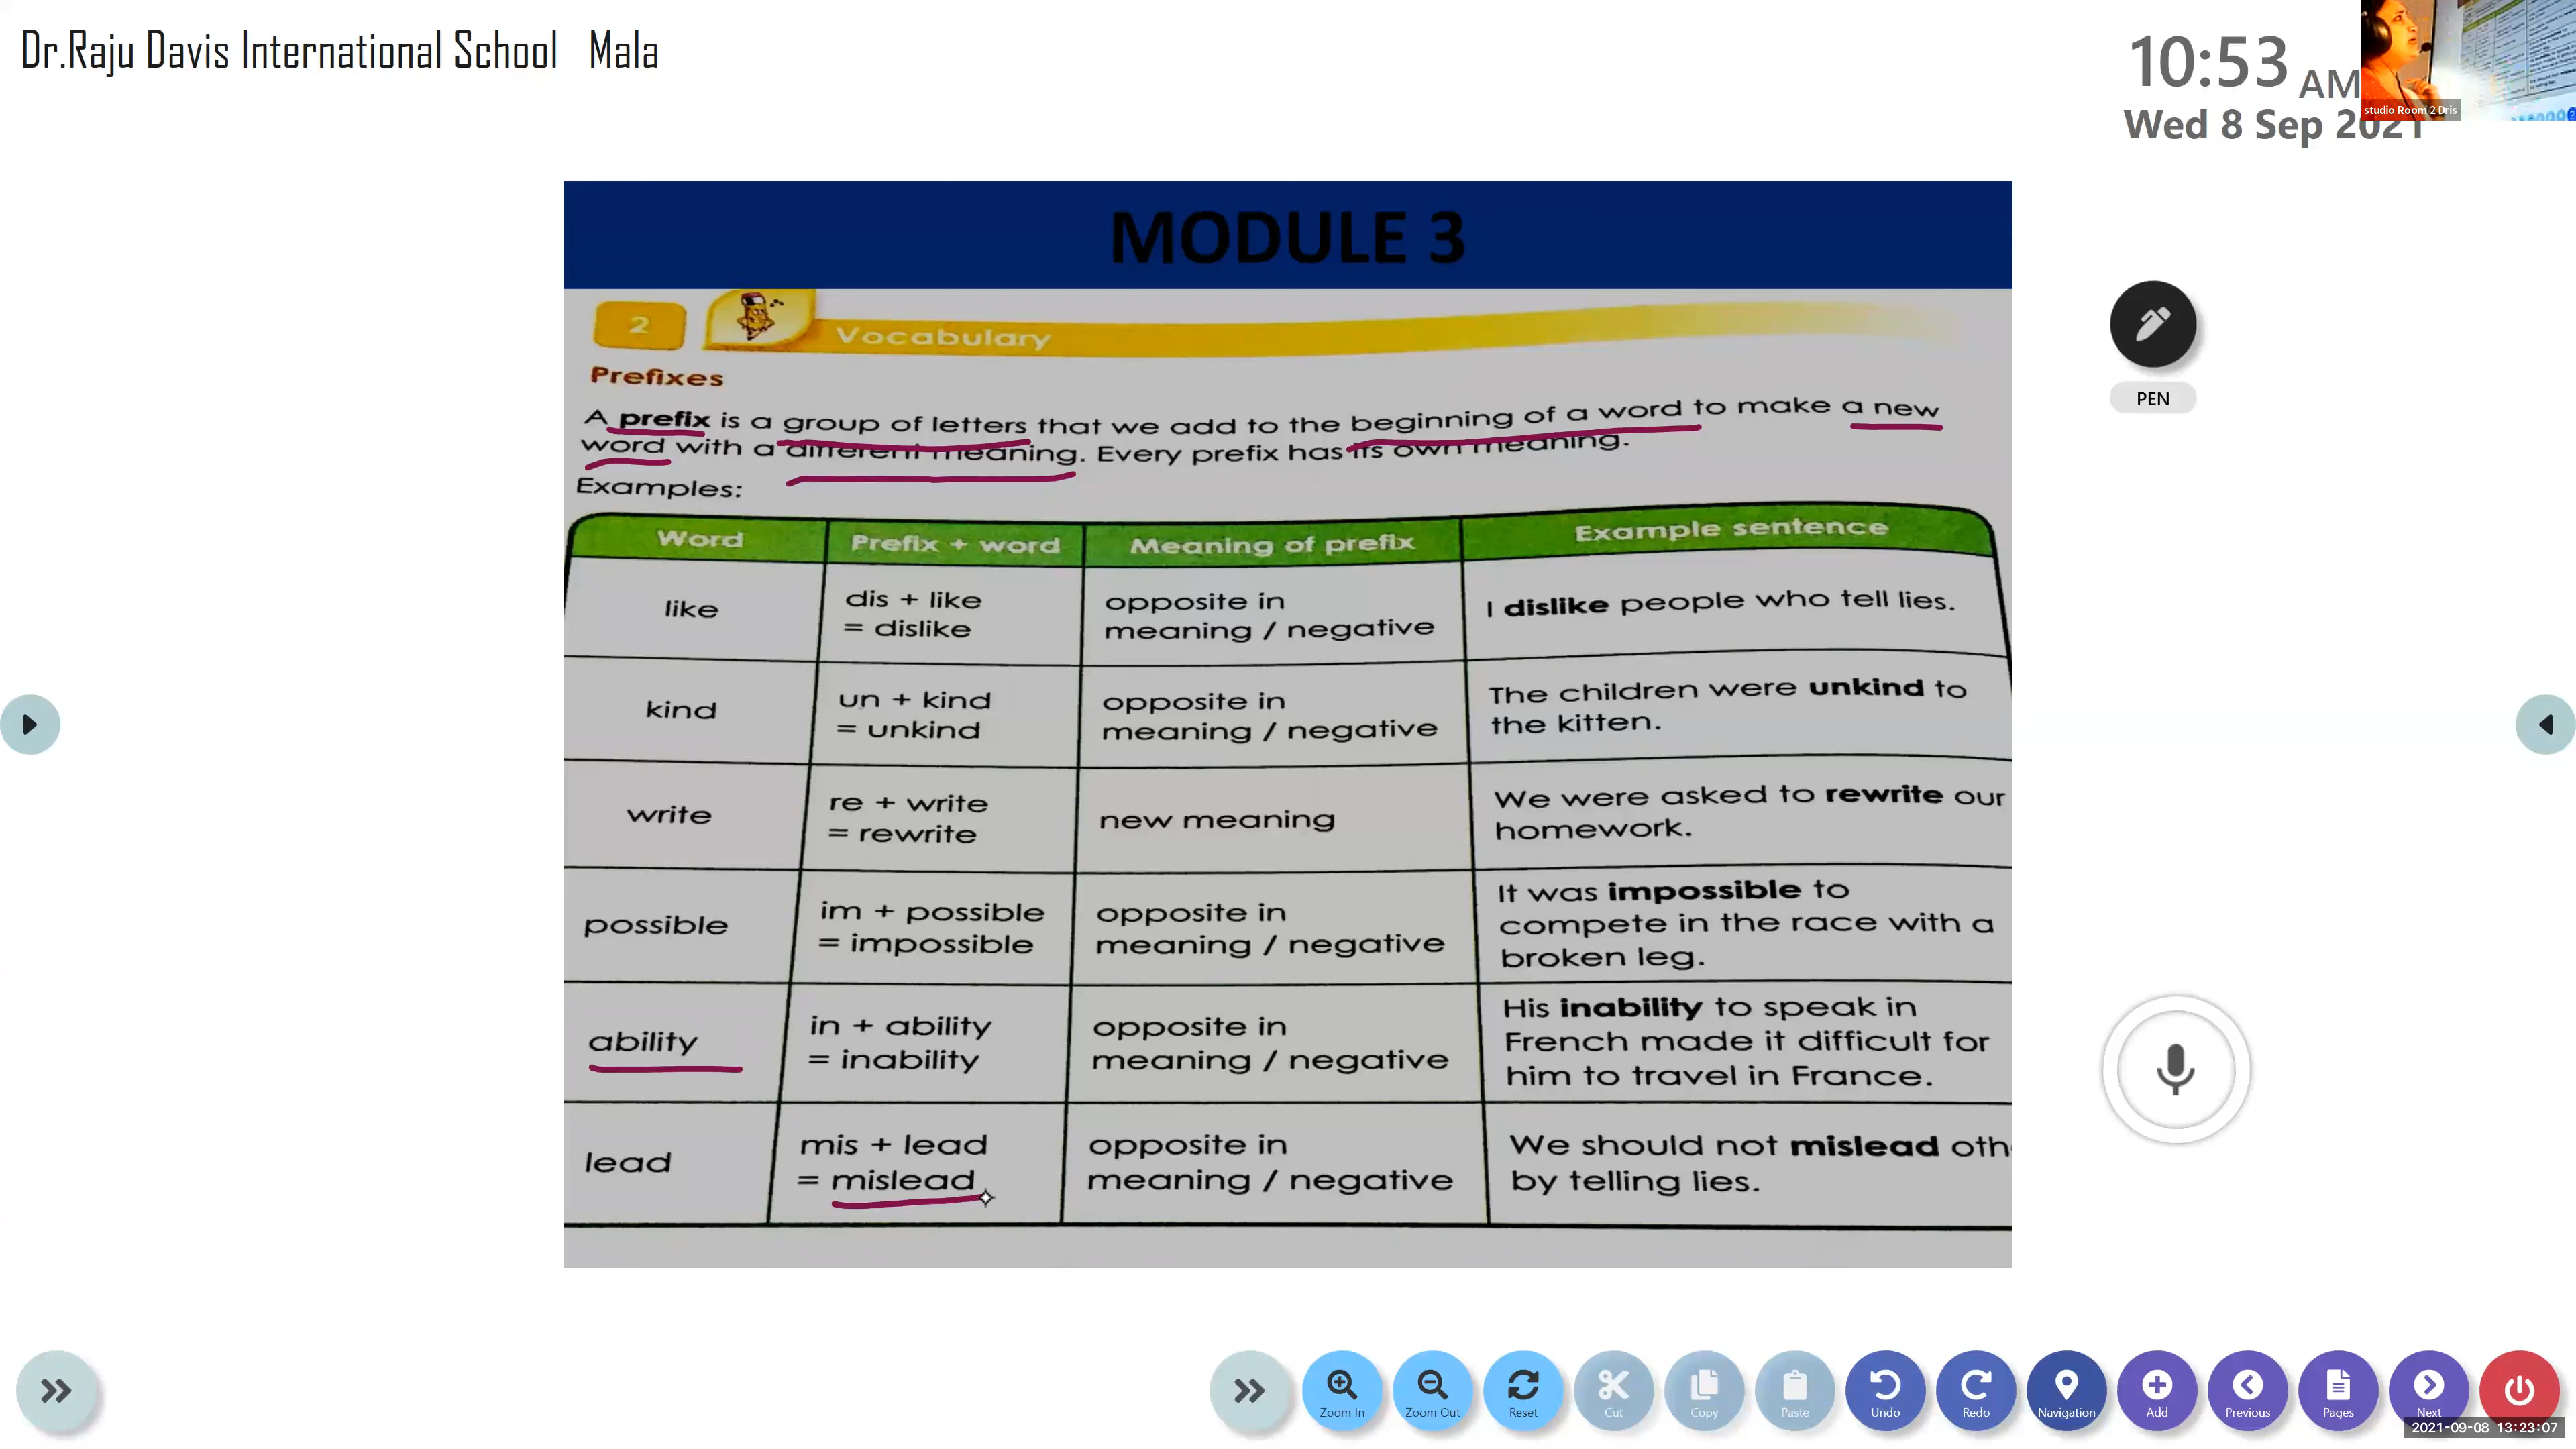 Dr.Raju Davis International School Mala
10:53 AM
Wed 8 Sep 2021
studio Room 2 Dris
MODULE 3
2
Vocabulary
Prefixes
A prefix is a group of letters that we add to the beginning of a word to make a new
word with a different meaning. Every prefix has its own meaning.
Examples:
Word Prefix + word Meaning of prefix Example sentence
like
dis + like
= dislike
opposite in
meaning / negative
I dislike people who tell lies.
kind
un + kind
= unkind
opposite in
meaning / negative
The children were unkind to
the kitten.
write
re + write
= rewrite
new meaning
We were asked to rewrite our
homework.
possible
im + possible
= impossible
opposite in
meaning / negative
It was impossible to
compete in the race with a
broken leg.
ability
in + ability
= inability
opposite in
meaning / negative
His inability to speak in
French made it difficult for
him to travel in France.
lead
mis + lead
= mislead
opposite in
meaning / negative
We should not mislead oth
by telling lies.
PEN
Zoom In
Zoom Out
Reset
Cut
Copy
Paste
Undo
Redo
Navigation
Add
Previous
Pages
Next
2021-09-08 13:23:07